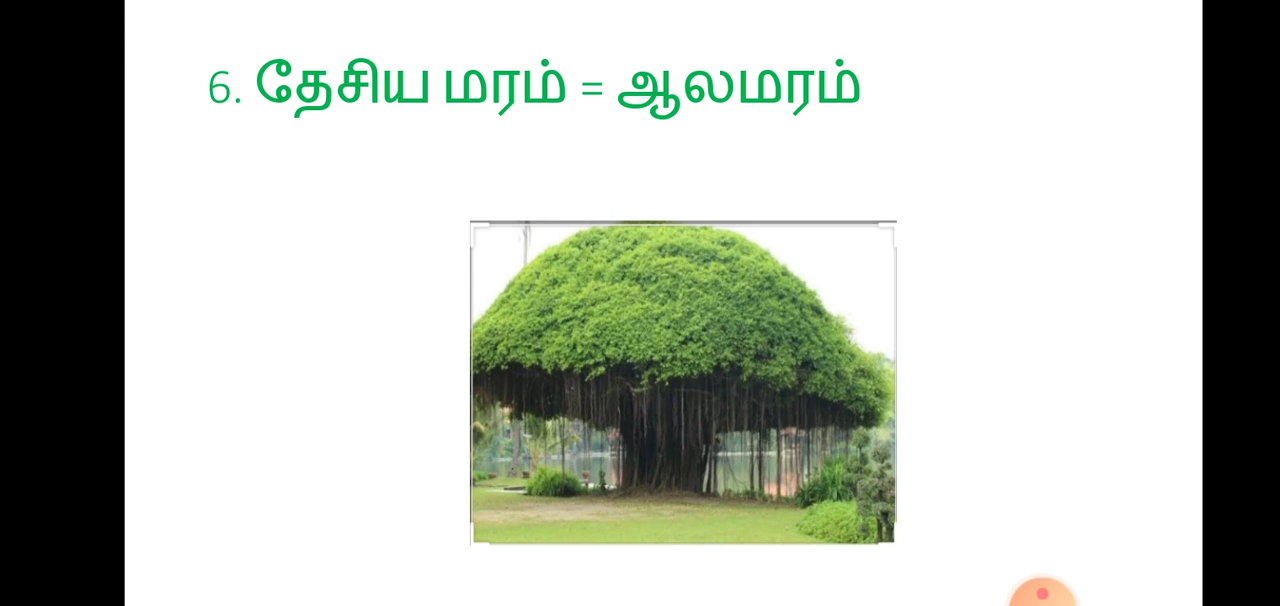 6. தேசிய மரம் = ஆலமரம்